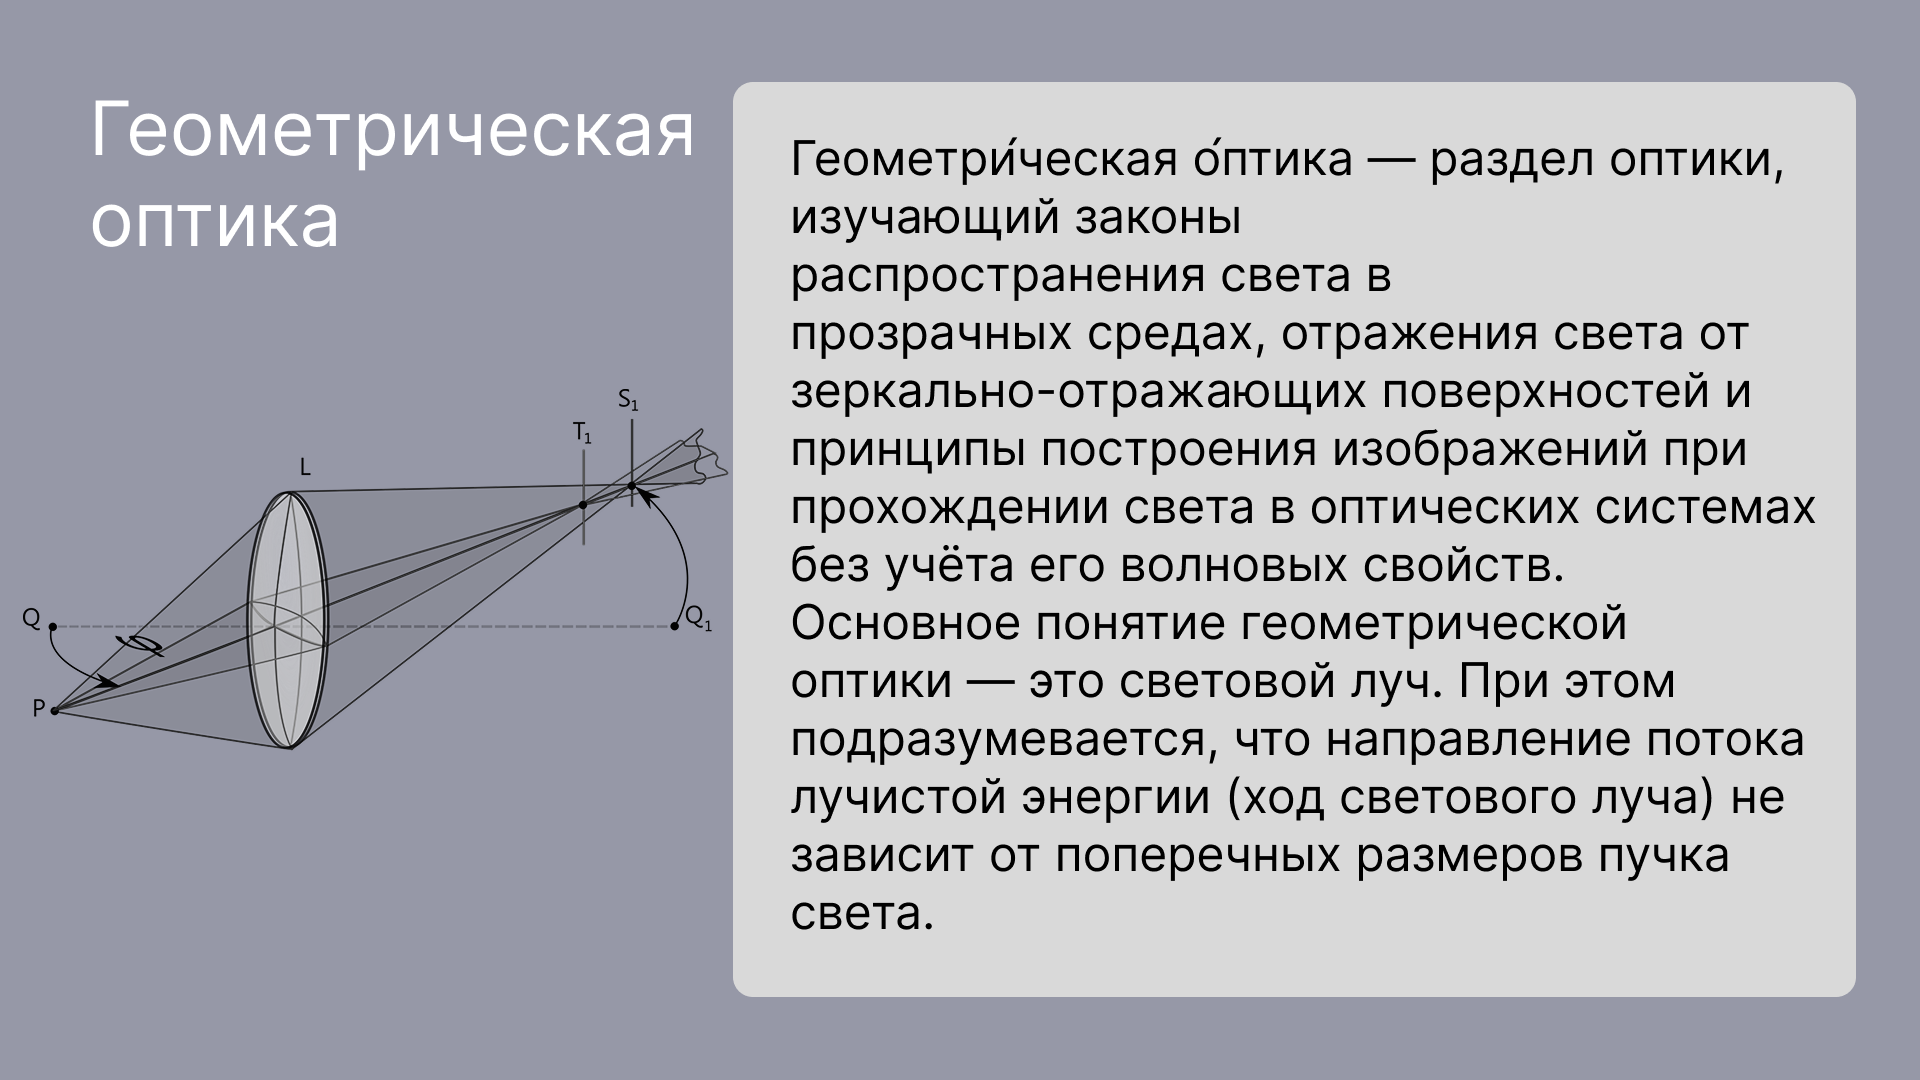 Геометрическая
оптика
Геометри́ческая о́птика — раздел оптики,
изучающий законы
распространения света в
прозрачных средах, отражения света от
зеркально-отражающих поверхностей и
принципы построения изображений при
прохождении света в оптических системах
без учёта его волновых свойств.
Основное понятие геометрической
оптики — это световой луч. При этом
подразумевается, что направление потока
лучистой энергии (ход светового луча) не
зависит от поперечных размеров пучка
света.
S₁
T₁
L
Q
Q₁
P